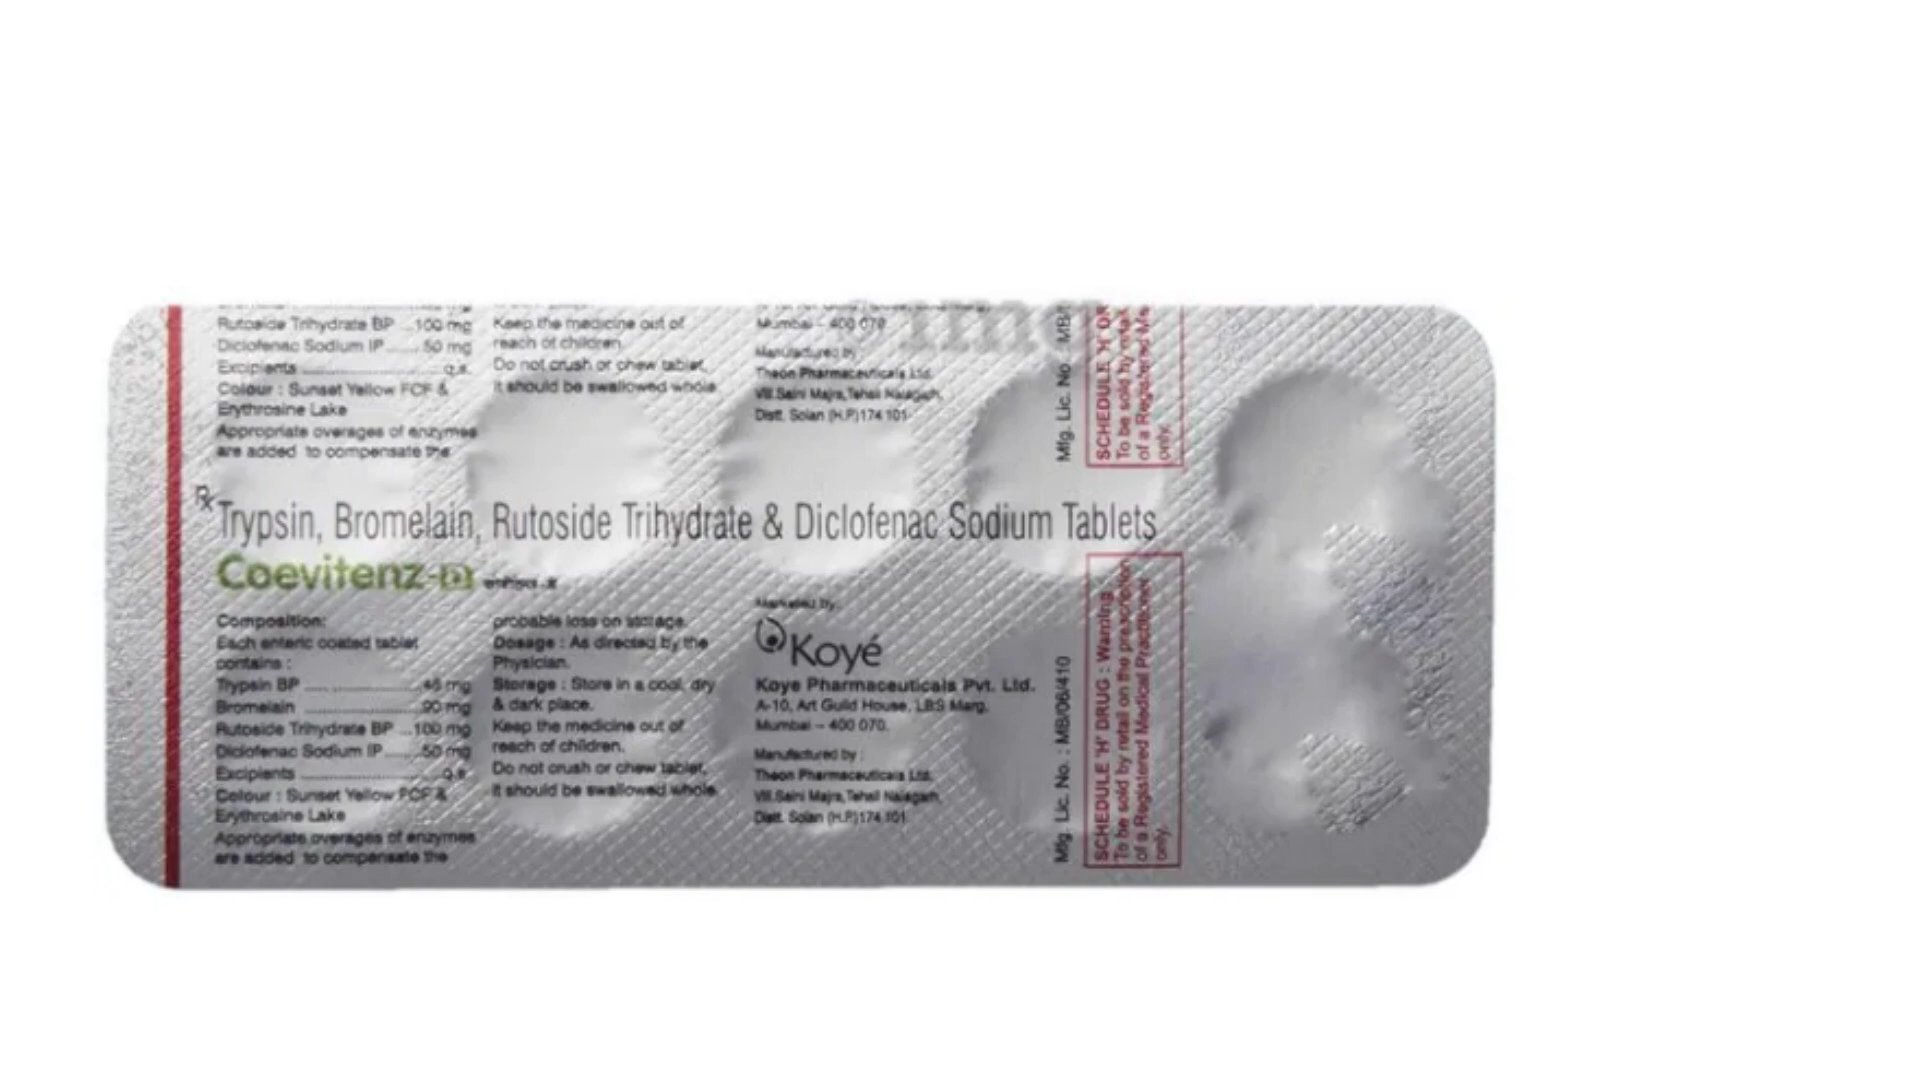 Rutoside Trihydrate BP ...100 mg
Diclofenac Sodium IP ....... 50 mg
Excipients ................ q.s.
Colour : Sunset Yellow FCF &
Erythrosine Lake
Appropriate overages of enzymes
are added to compensate the
Keep the medicine out of
reach of children.
Do not crush or chew tablet,
it should be swallowed whole.
Mumbai – 400 070.
Manufactured by :
Theon Pharmaceuticals Ltd.
Vill.Saini Majra, Tehsil Nalagarh,
Distt. Solan (H.P.)174 101.
Mfg. Lic. No. : MB/
SCHEDULE 'H' DR
To be sold by retail
of a Registered Me
only.
Rx Trypsin, Bromelain, Rutoside Trihydrate & Diclofenac Sodium Tablets
Coevitenz-D
Composition:
Each enteric coated tablet
contains :
Trypsin BP ................ 48 mg
Bromelain ................ 90 mg
Rutoside Trihydrate BP ...100 mg
Diclofenac Sodium IP ....... 50 mg
Excipients ................ q.s.
Colour : Sunset Yellow FCF &
Erythrosine Lake
Appropriate overages of enzymes
are added to compensate the
probable loss on storage.
Dosage : As directed by the
Physician.
Storage : Store in a cool, dry
& dark place.
Keep the medicine out of
reach of children.
Do not crush or chew tablet,
it should be swallowed whole.
Marketed by:
Koyé
Koye Pharmaceuticals Pvt. Ltd.
A-10, Art Guild House, LBS Marg,
Mumbai – 400 070.
Manufactured by :
Theon Pharmaceuticals Ltd.
Vill.Saini Majra, Tehsil Nalagarh,
Distt. Solan (H.P.)174 101.
Mfg. Lic. No. : MB/06/410
SCHEDULE 'H' DRUG : Warning :
To be sold by retail on the prescription
of a Registered Medical Practitioner
only.